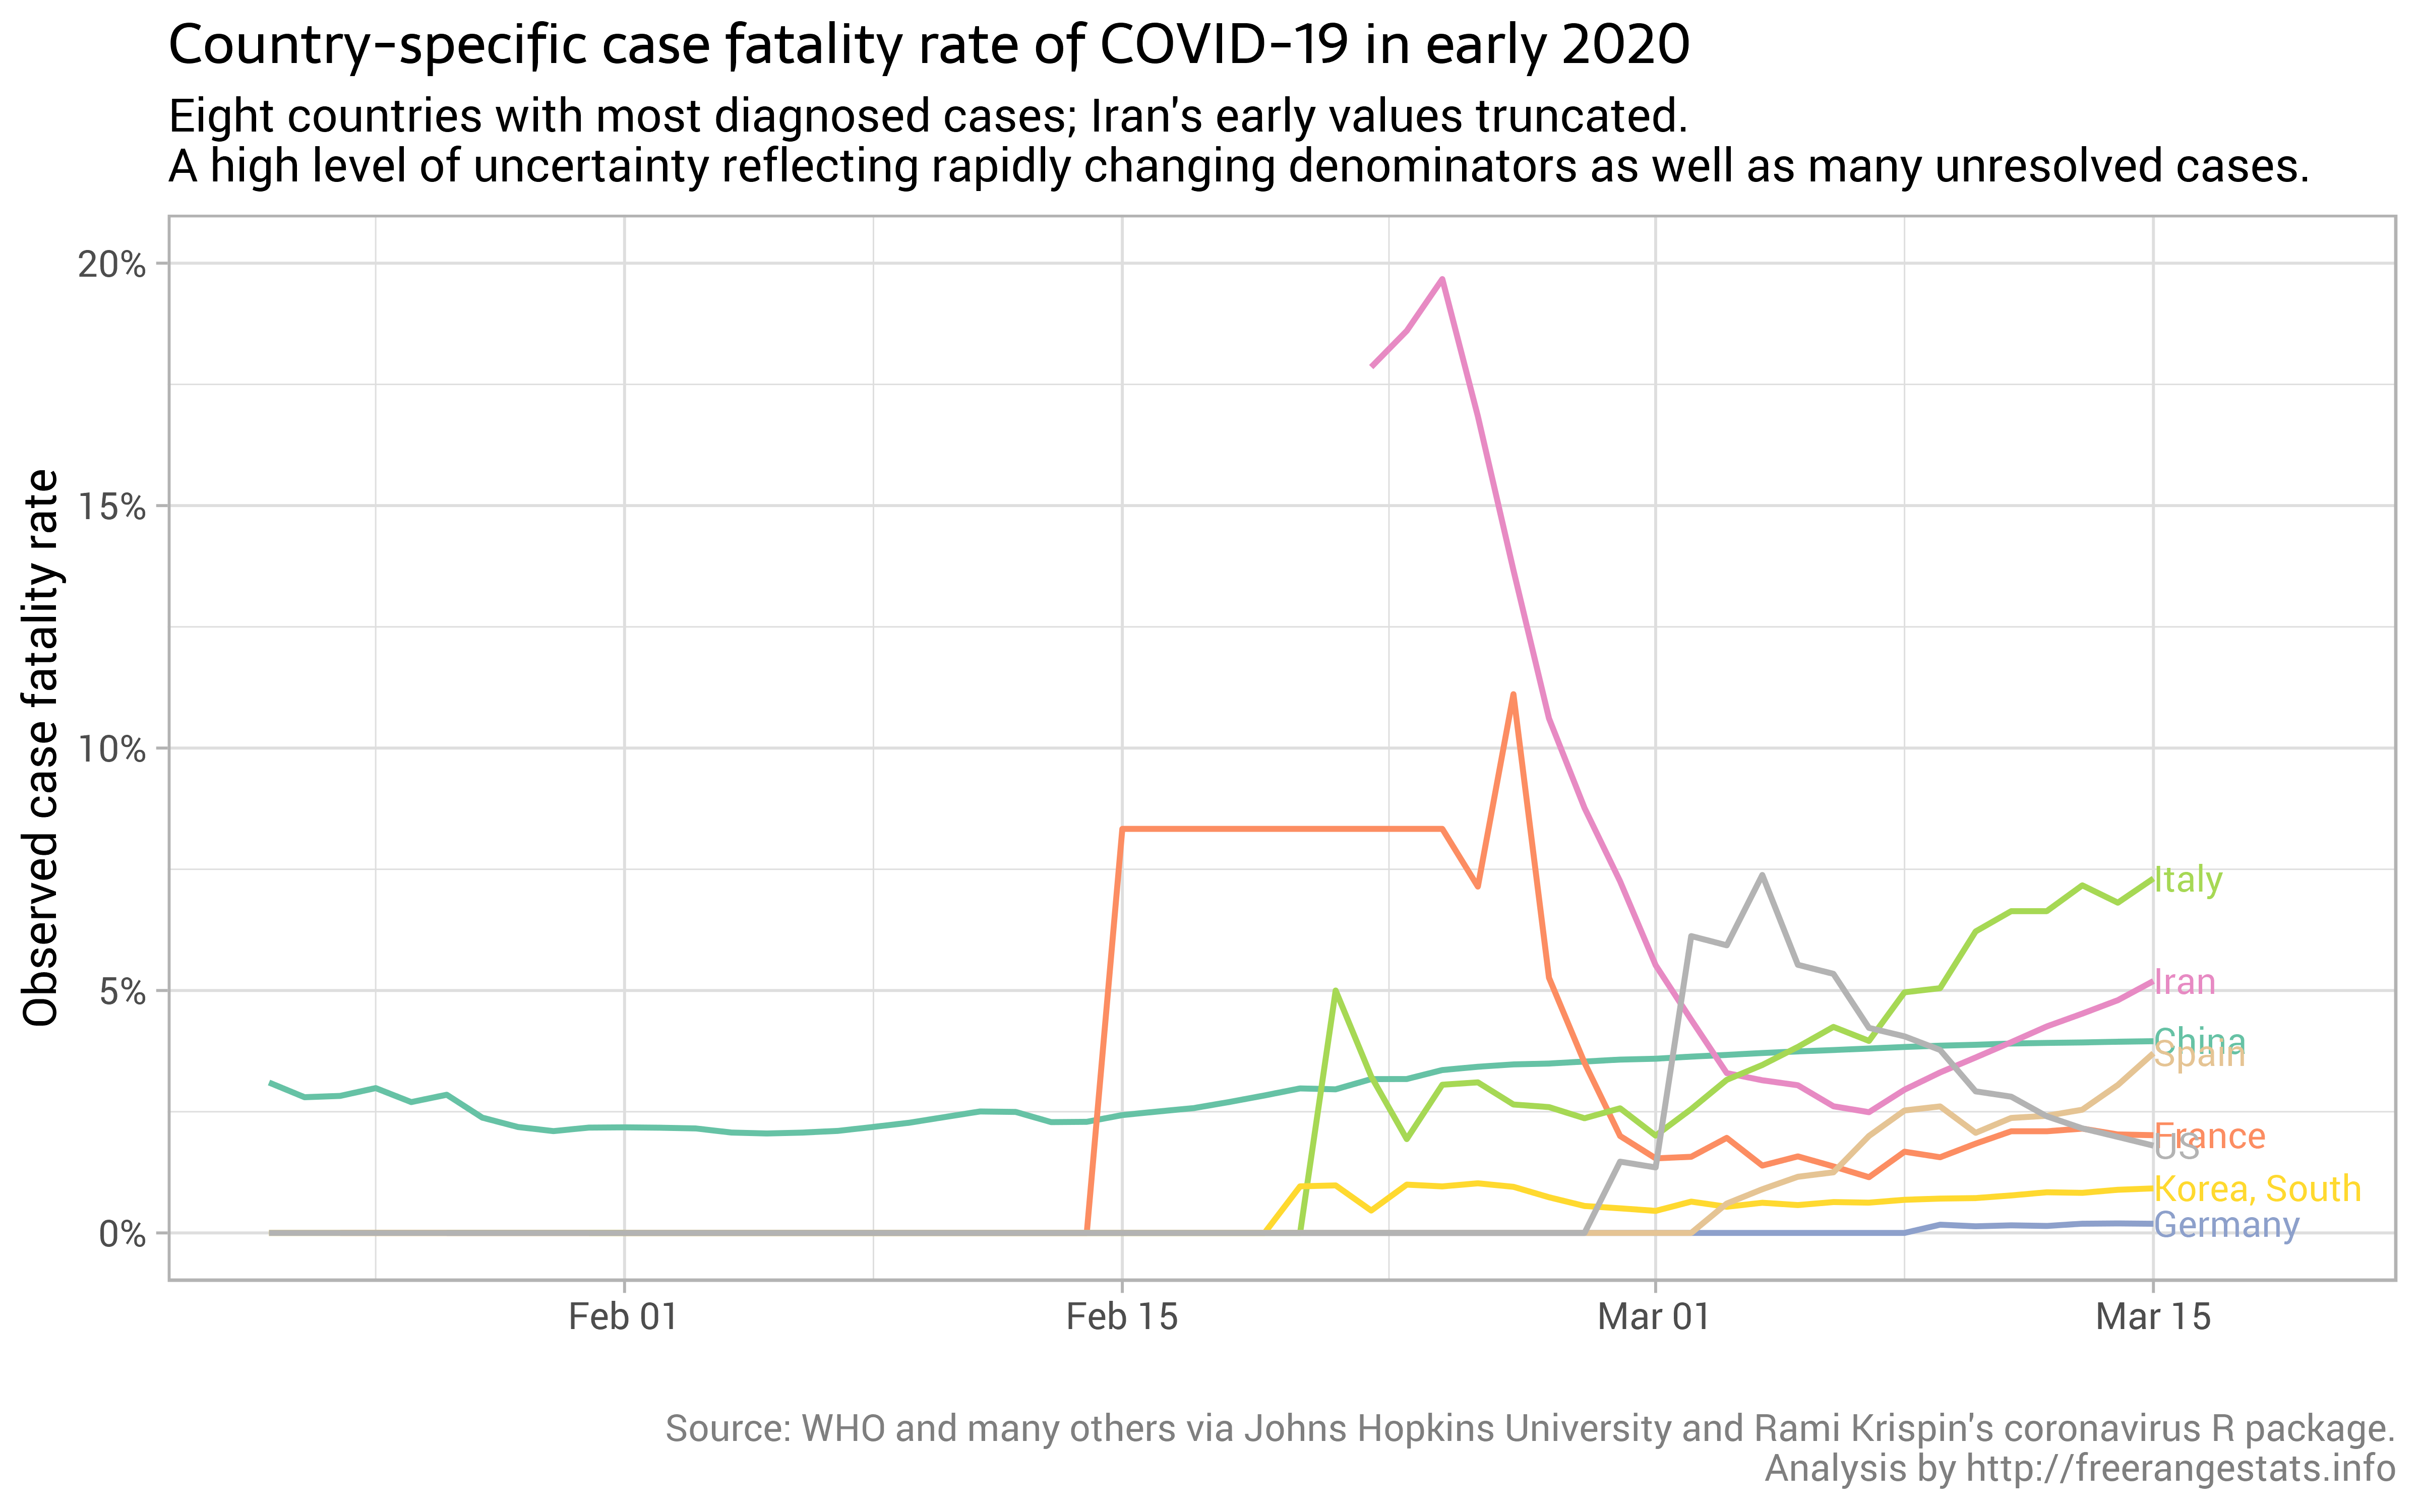 Country-specific case fatality rate of COVID-19 in early 2020
Eight countries with most diagnosed cases; Iran's early values truncated.
A high level of uncertainty reflecting rapidly changing denominators as well as many unresolved cases.
Observed case fatality rate
20%
15%
10%
5%
0%
Italy
Iran
China
Spain
France
US
Korea, South
Germany
Feb 01
Feb 15
Mar 01
Mar 15
Source: WHO and many others via Johns Hopkins University and Rami Krispin's coronavirus R package.
Analysis by http://freerangestats.info